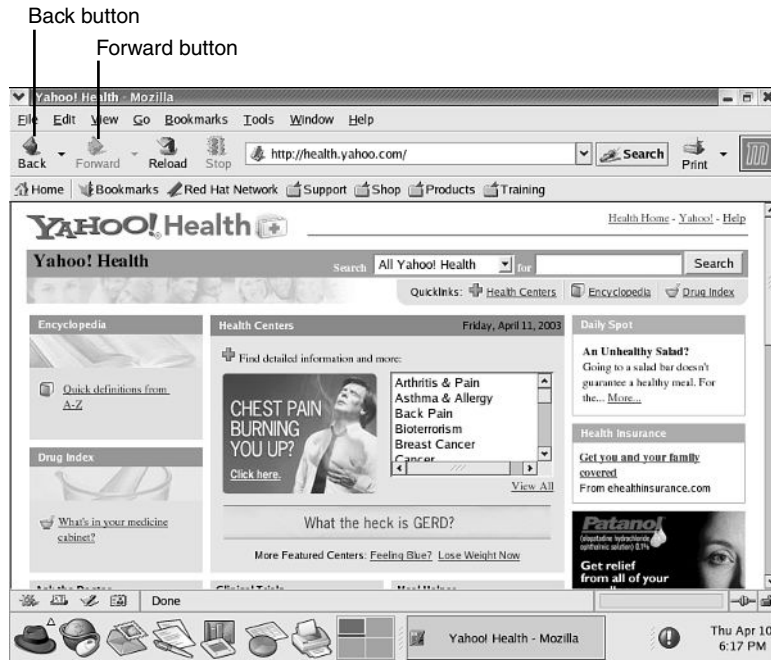 Back button
Forward button
Yahoo! Health - Mozilla
File Edit View Go Bookmarks Tools Window Help
Back Forward Reload Stop http://health.yahoo.com/ Search Print
Home Bookmarks Red Hat Network Support Shop Products Training
YAHOO! Health
Health Home - Yahoo! - Help
Yahoo! Health
Search All Yahoo! Health for Search
Quicklinks: Health Centers Encyclopedia Drug Index
Encyclopedia
Quick definitions from
A-Z
Drug Index
What's in your medicine
cabinet?
Health Centers Friday, April 11, 2003
Find detailed information and more:
CHEST PAIN
BURNING
YOU UP?
Click here.
Arthritis & Pain
Asthma & Allergy
Back Pain
Bioterrorism
Breast Cancer
Cancer
View All
What the heck is GERD?
More Featured Centers: Feeling Blue? Lose Weight Now
Daily Spot
An Unhealthy Salad?
Going to a salad bar doesn't
guarantee a healthy meal. For
the... More...
Health Insurance
Get you and your family
covered
From ehealthinsurance.com
Patanol
(olopatadine hydrochloride
ophthalmic solution) 0.1%
Get relief
from all of your
Done
Yahoo! Health - Mozilla
Thu Apr 10
6:17 PM